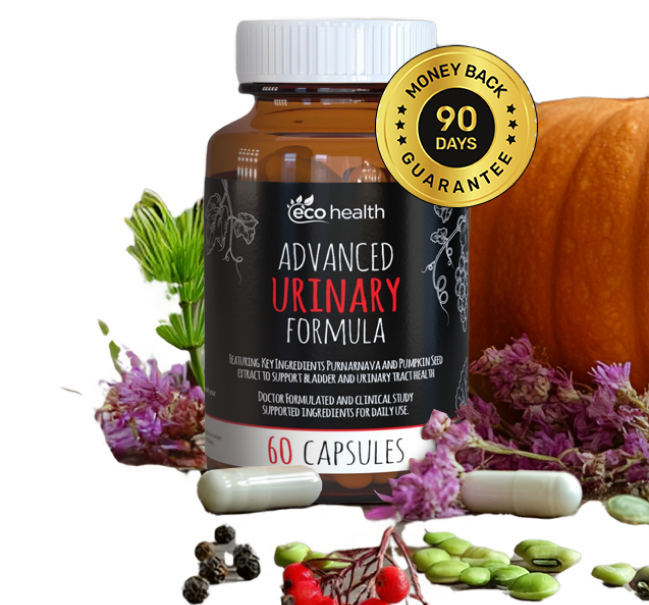 MONEY BACK
90
DAYS
GUARANTEE
eco health
ADVANCED
URINARY
FORMULA
FEATURING KEY INGREDIENTS PURNARNAVA AND PUMPKIN SEED
EXTRACT TO SUPPORT BLADDER AND URINARY TRACT HEALTH
DOCTOR FORMULATED AND CLINICAL STUDY
SUPPORTED INGREDIENTS FOR DAILY USE.
60 CAPSULES